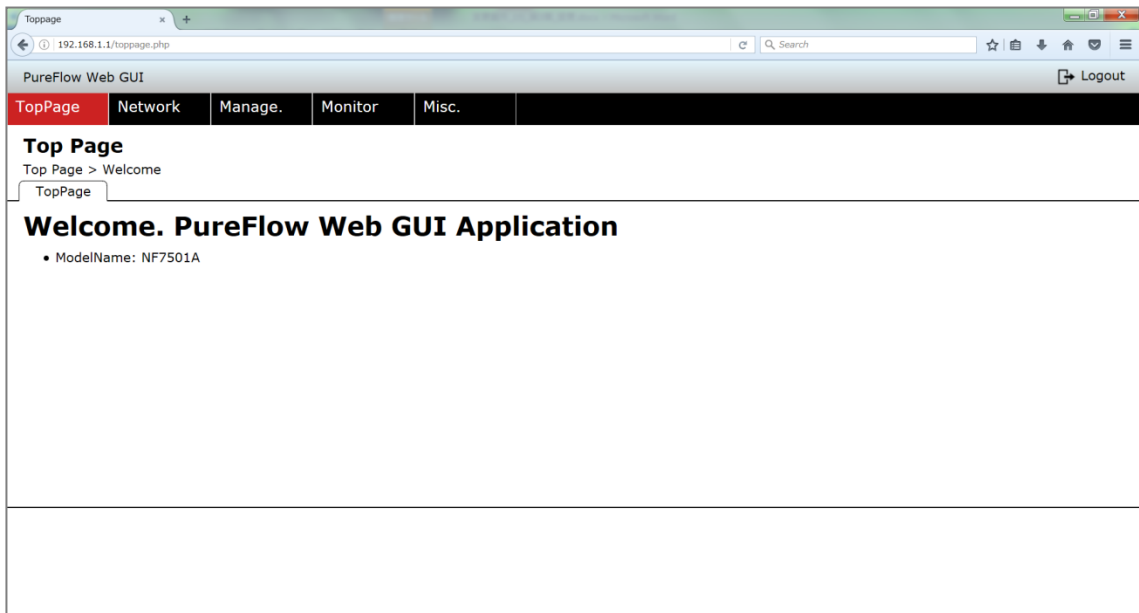 Toppage
192.168.1.1/toppage.php
Search
PureFlow Web GUI
Logout
TopPage Network Manage. Monitor Misc.
Top Page
Top Page > Welcome
TopPage
Welcome. PureFlow Web GUI Application
• ModelName: NF7501A